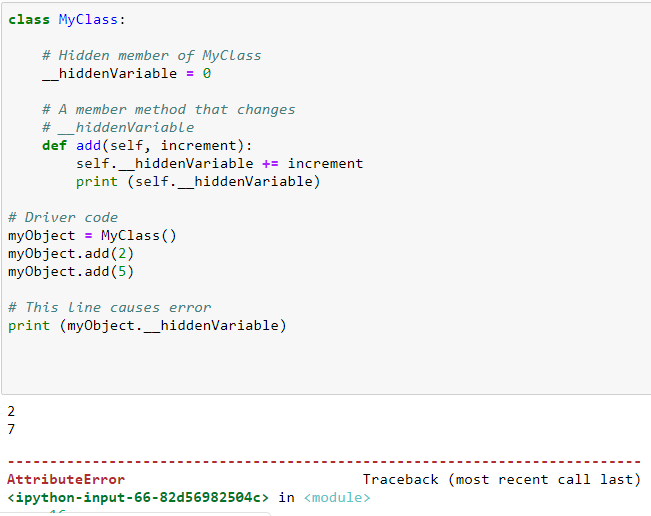 class MyClass:
    # Hidden member of MyClass
    __hiddenVariable = 0
    # A member method that changes
    # __hiddenVariable
    def add(self, increment):
        self.__hiddenVariable += increment
        print (self.__hiddenVariable)
# Driver code
myObject = MyClass()
myObject.add(2)
myObject.add(5)
# This line causes error
print (myObject.__hiddenVariable)
2
7
---------------------------------------------------------------------------
AttributeError                            Traceback (most recent call last)
<ipython-input-66-82d56982504c> in <module>